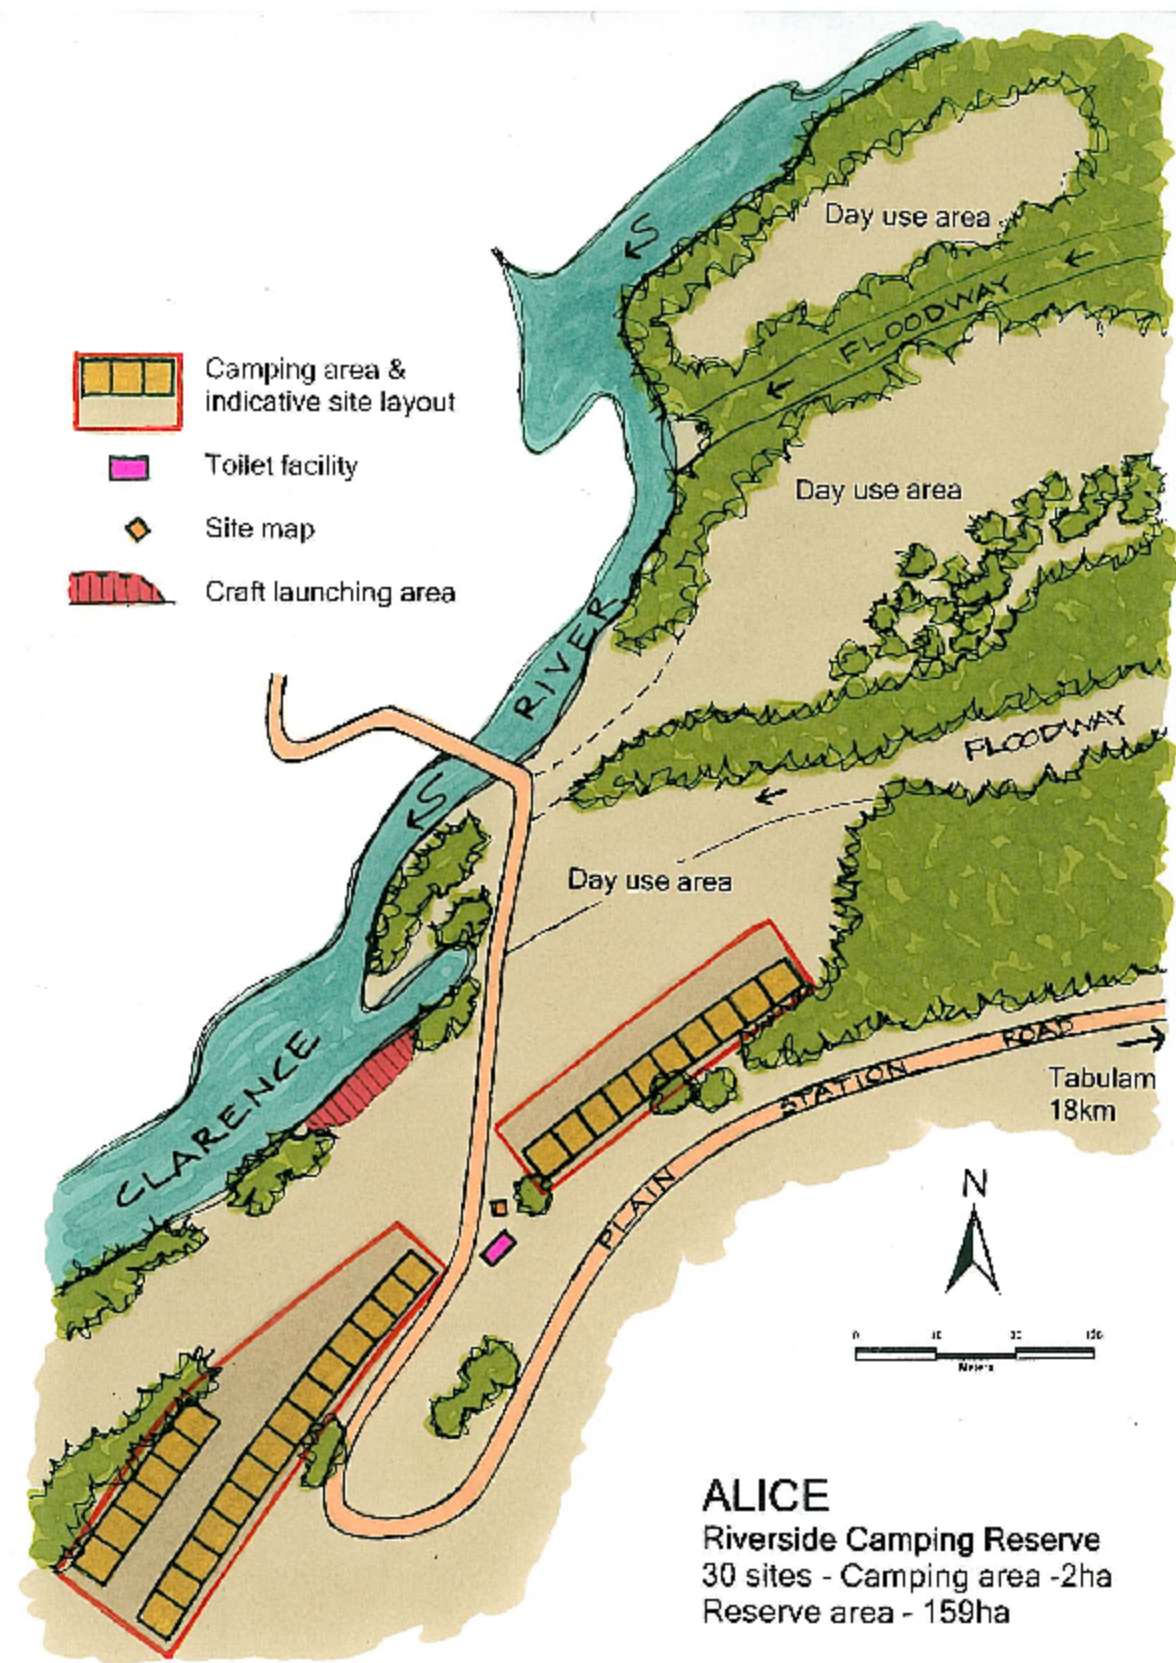 Day use area
FLOODWAY
Camping area &
indicative site layout
Toilet facility
Site map
Craft launching area
Day use area
RIVER
FLOODWAY
Day use area
CLARENCE
PLAIN STATION ROAD
Tabulam
18km
N
0
Meters
ALICE
Riverside Camping Reserve
30 sites - Camping area -2ha
Reserve area - 159ha